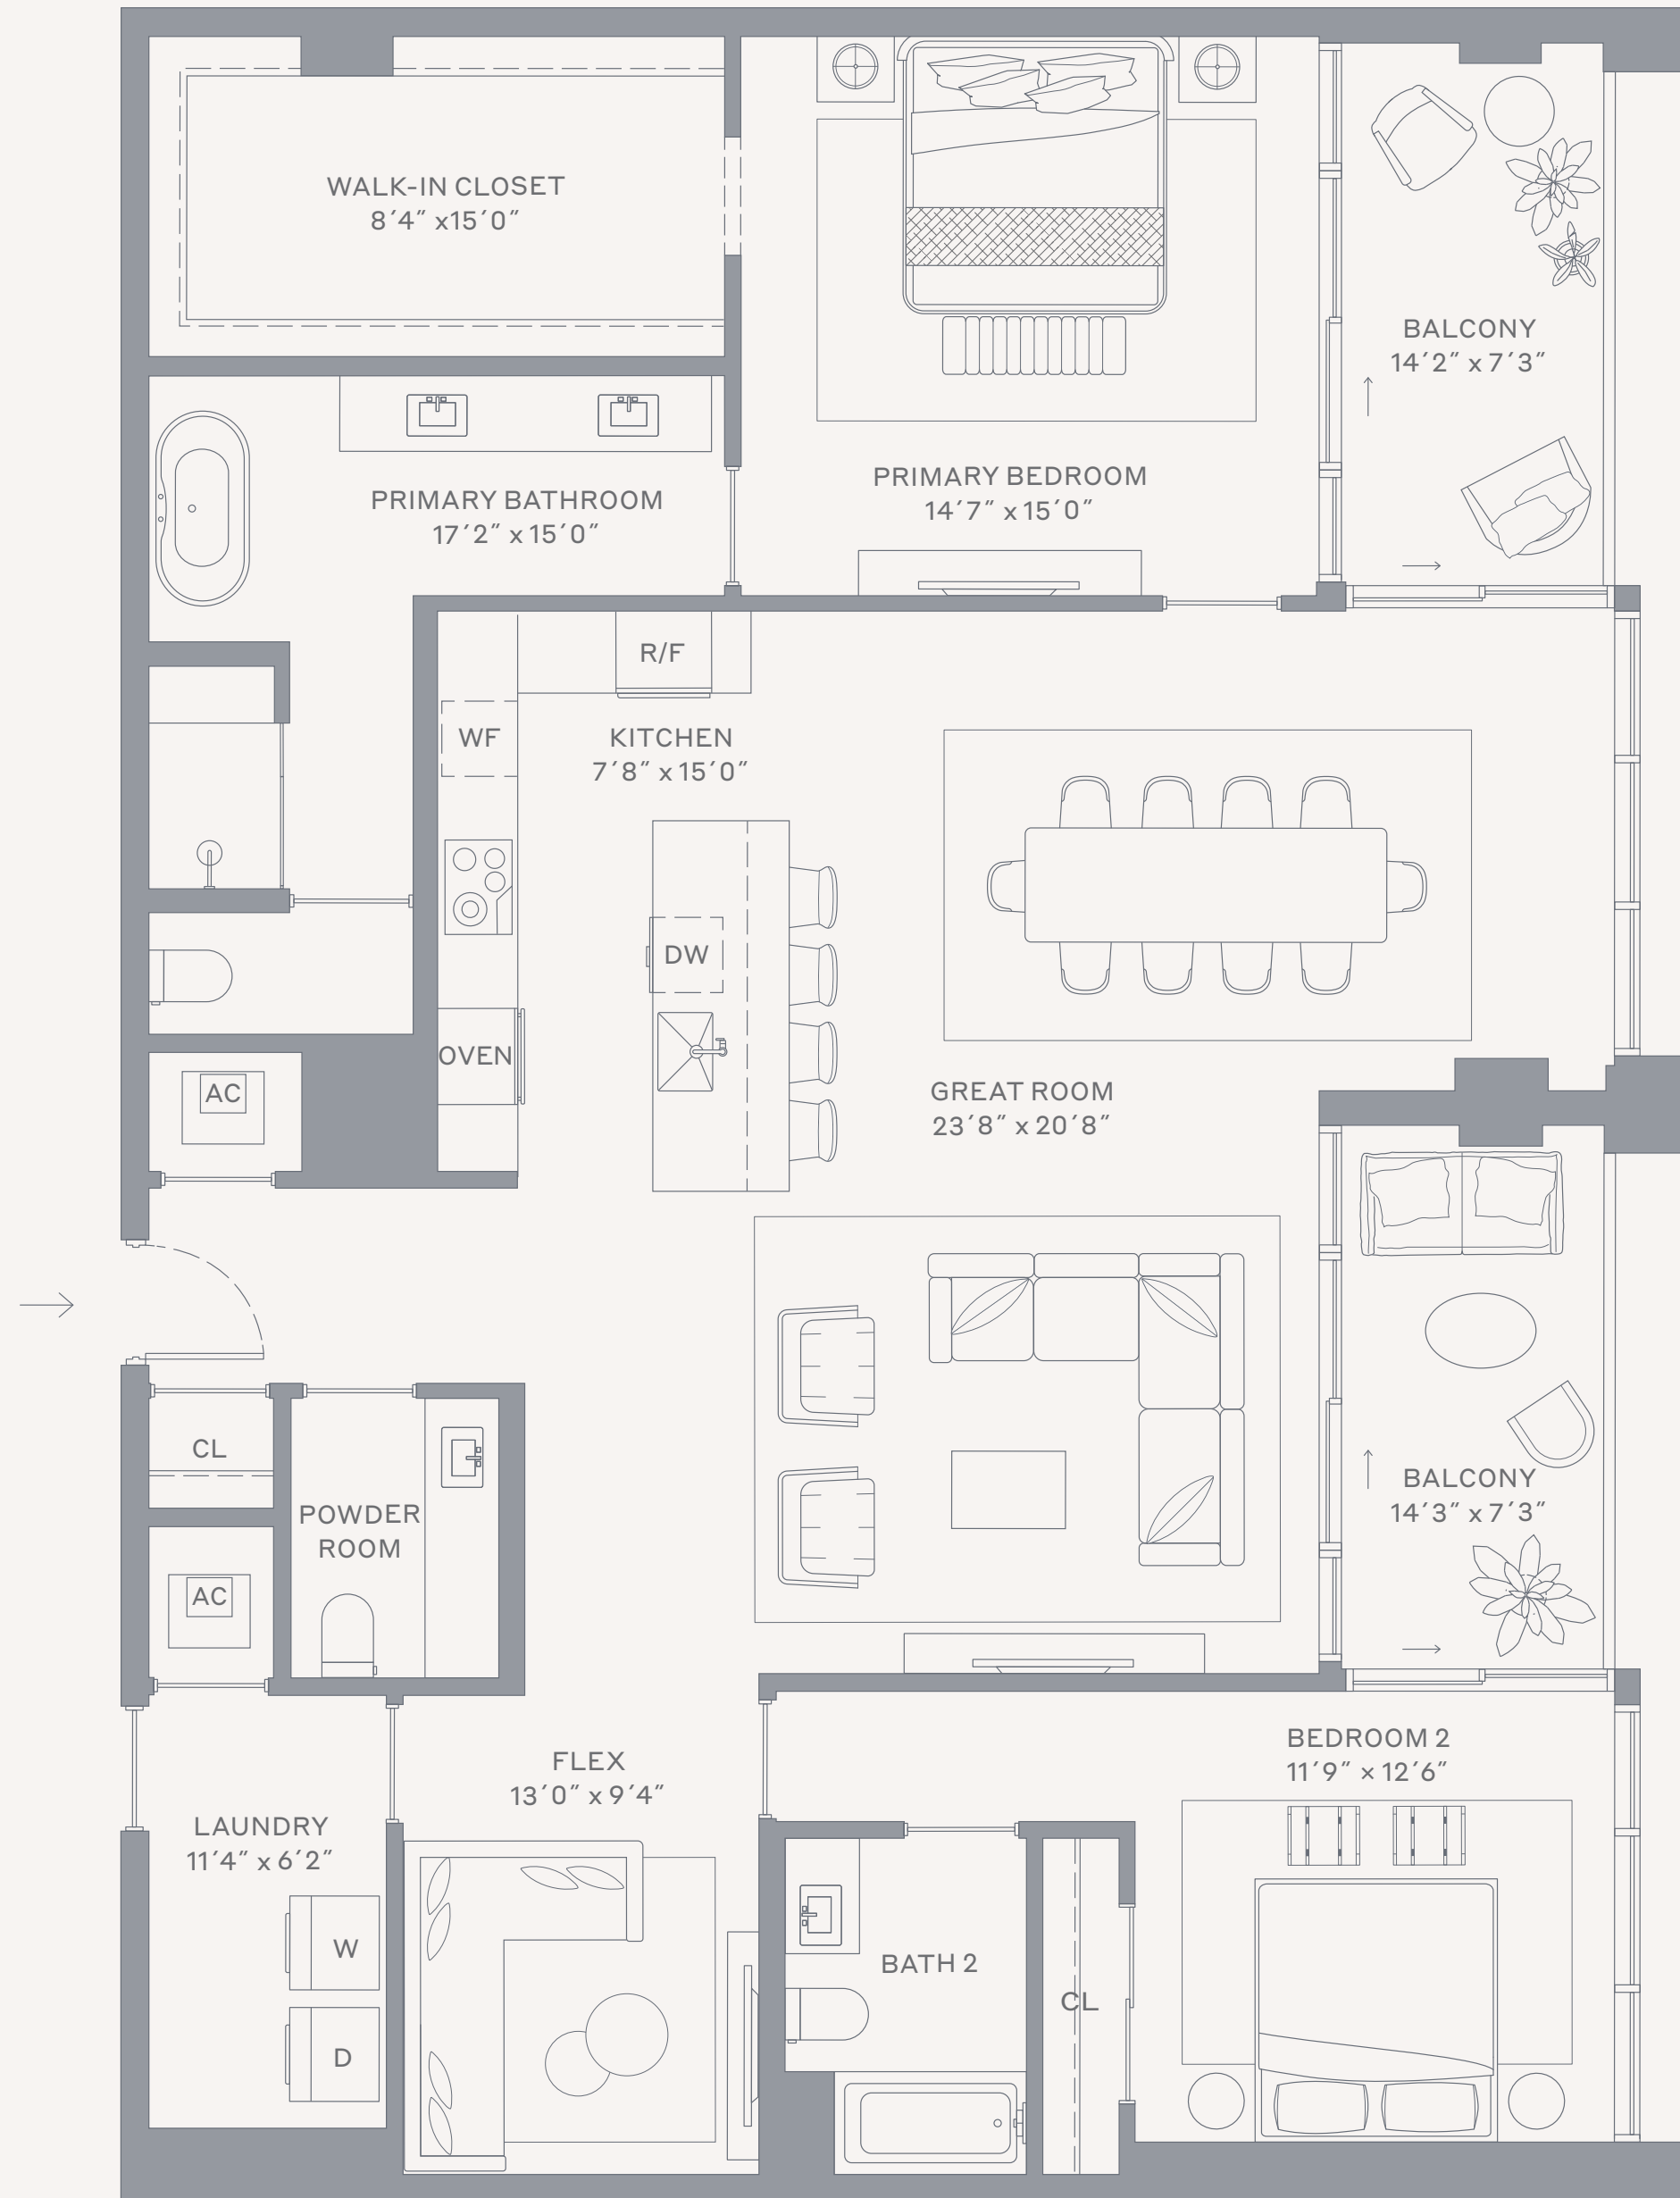 WALK-IN CLOSET
8′4″ x 15′0″
BALCONY
14′2″ x 7′3″
PRIMARY BEDROOM
14′7″ x 15′0″
PRIMARY BATHROOM
17′2″ x 15′0″
R/F
WF
KITCHEN
7′8″ x 15′0″
DW
OVEN
AC
GREAT ROOM
23′8″ x 20′8″
CL
POWDER
ROOM
AC
BALCONY
14′3″ x 7′3″
FLEX
13′0″ x 9′4″
BEDROOM 2
11′9″ × 12′6″
LAUNDRY
11′4″ x 6′2″
W
D
BATH 2
CL